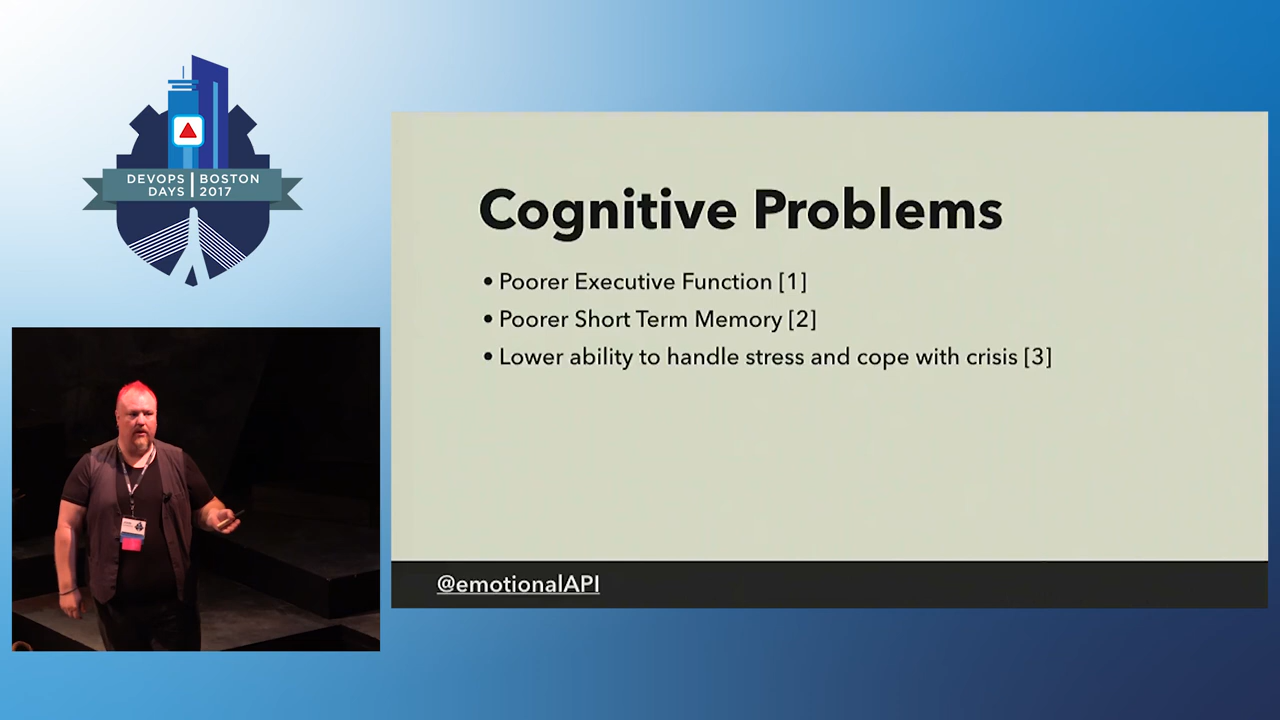 DEVOPS BOSTON
DAYS 2017
Cognitive Problems
• Poorer Executive Function [1]
• Poorer Short Term Memory [2]
• Lower ability to handle stress and cope with crisis [3]
@emotionalAPI